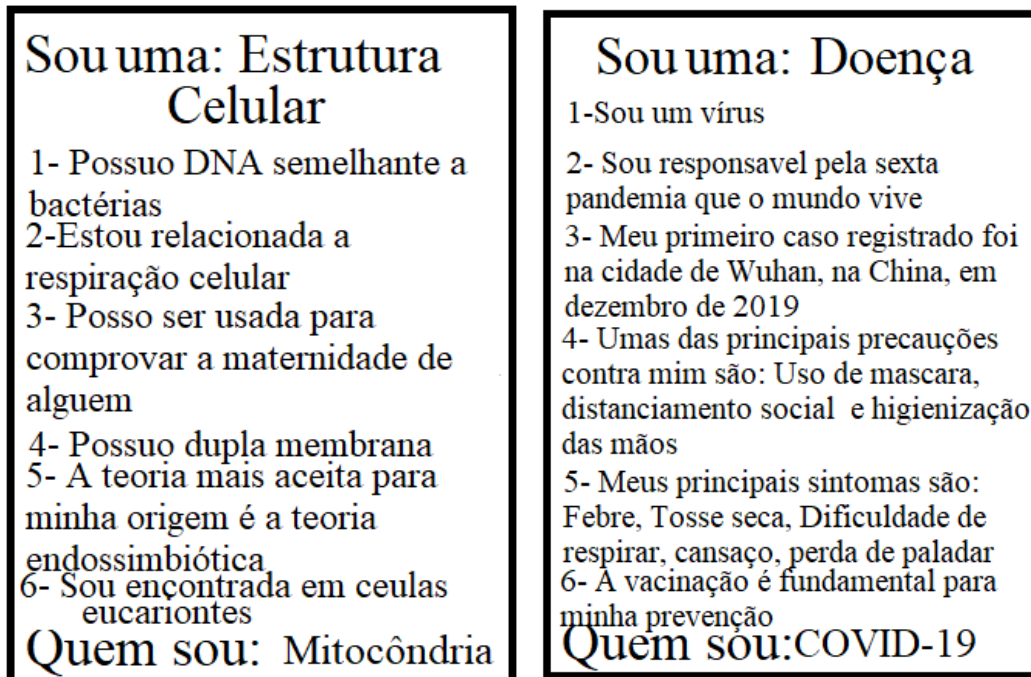 Sou uma: Estrutura
Celular
1- Possuo DNA semelhante a
bactérias
2-Estou relacionada a
respiração celular
3- Posso ser usada para
comprovar a maternidade de
alguem
4- Possuo dupla membrana
5- A teoria mais aceita para
minha origem é a teoria
endossimbiótica
6- Sou encontrada em ceulas
eucariontes
Quem sou: Mitocôndria
Sou uma: Doença
1-Sou um vírus
2- Sou responsavel pela sexta
pandemia que o mundo vive
3- Meu primeiro caso registrado foi
na cidade de Wuhan, na China, em
dezembro de 2019
4- Umas das principais precauções
contra mim são: Uso de mascara,
distanciamento social e higienização
das mãos
5- Meus principais sintomas são:
Febre, Tosse seca, Dificuldade de
respirar, cansaço, perda de paladar
6- A vacinação é fundamental para
minha prevenção
Quem sou:COVID-19